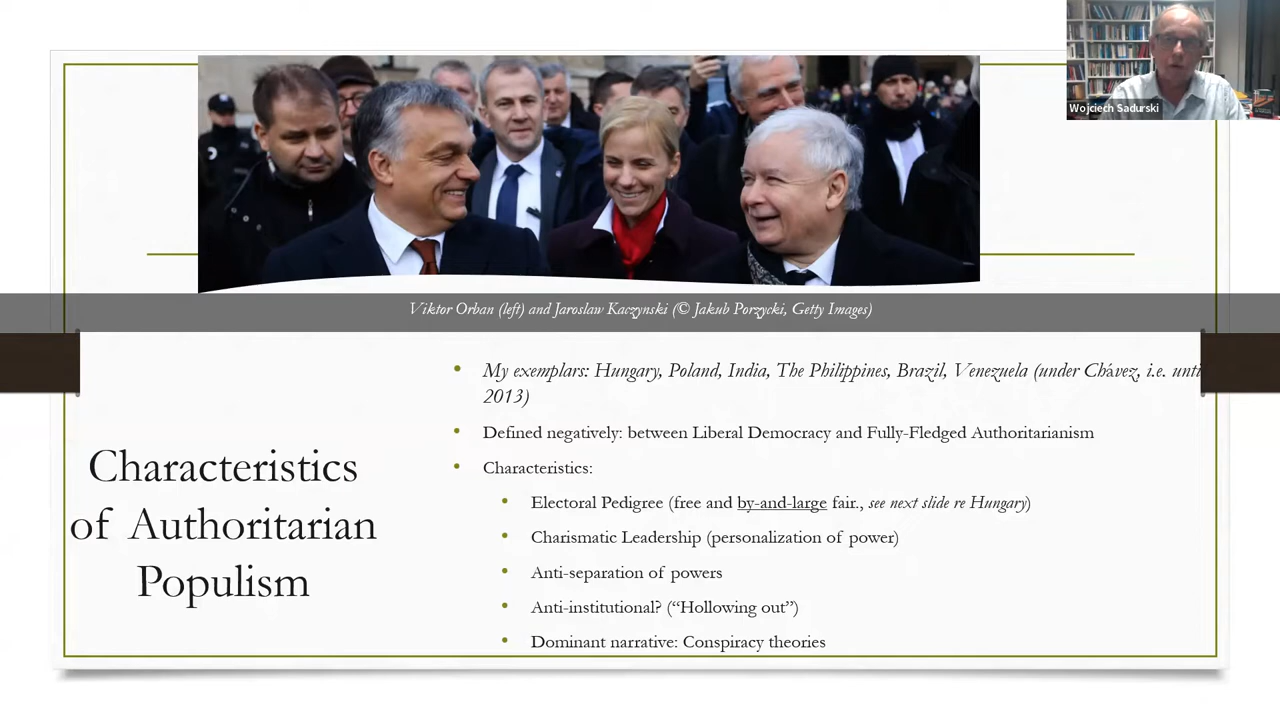 Wojciech Sadurski
Viktor Orban (left) and Jaroslaw Kaczynski (© Jakub Porzycki, Getty Images)
Characteristics
of Authoritarian
Populism
• My exemplars: Hungary, Poland, India, The Philippines, Brazil, Venezuela (under Chávez, i.e. unti
2013)
• Defined negatively: between Liberal Democracy and Fully-Fledged Authoritarianism
• Characteristics:
• Electoral Pedigree (free and by-and-large fair., see next slide re Hungary)
• Charismatic Leadership (personalization of power)
• Anti-separation of powers
• Anti-institutional? (“Hollowing out”)
• Dominant narrative: Conspiracy theories